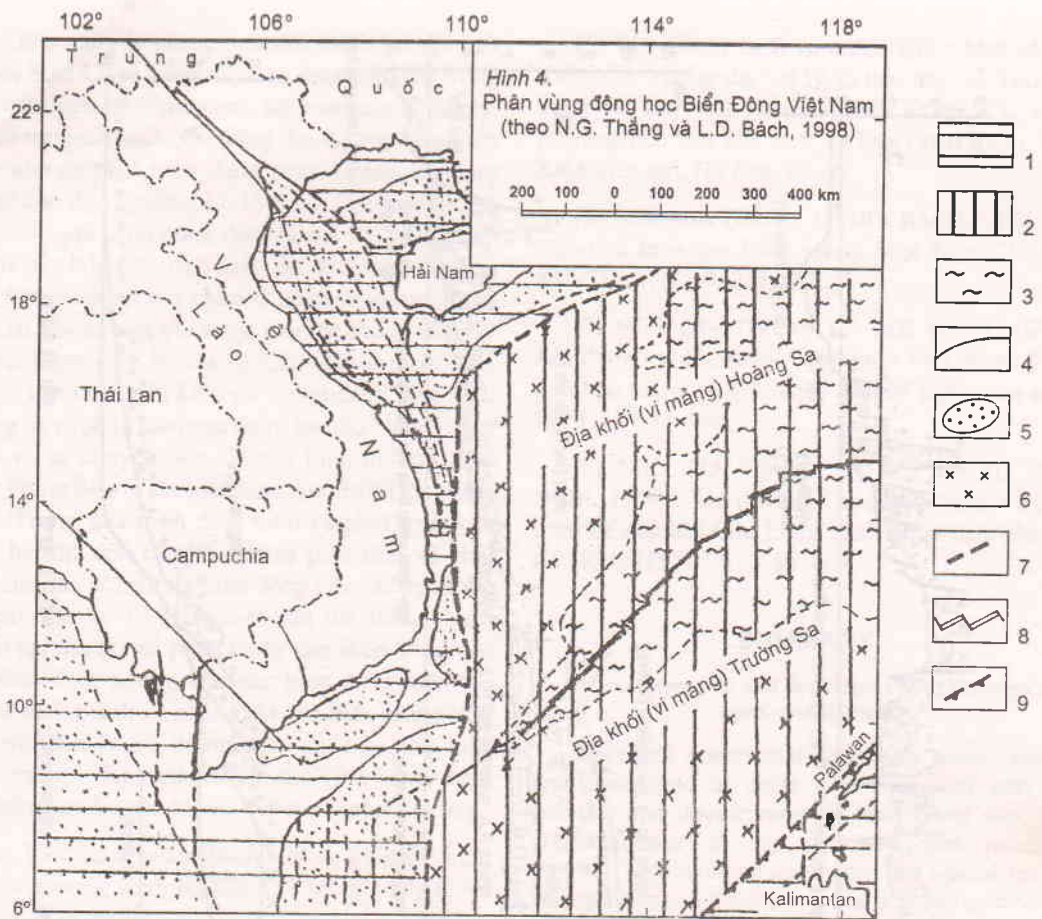 102° 106° 110° 114° 118°
Trung
Quốc
Hình 4.
Phân vùng động học Biển Đông Việt Nam
(theo N.G. Thắng và L.D. Bách, 1998)
200 100 0 100 200 300 400 km
22°
18°
14°
10°
6°
Hải Nam
Lào
Việt Nam
Thái Lan
Campuchia
Địa khối (vi mảng) Hoàng Sa
Địa khối (vi mảng) Trường Sa
Palawan
Kalimantan
1
2
3
4
5
6
7
8
9